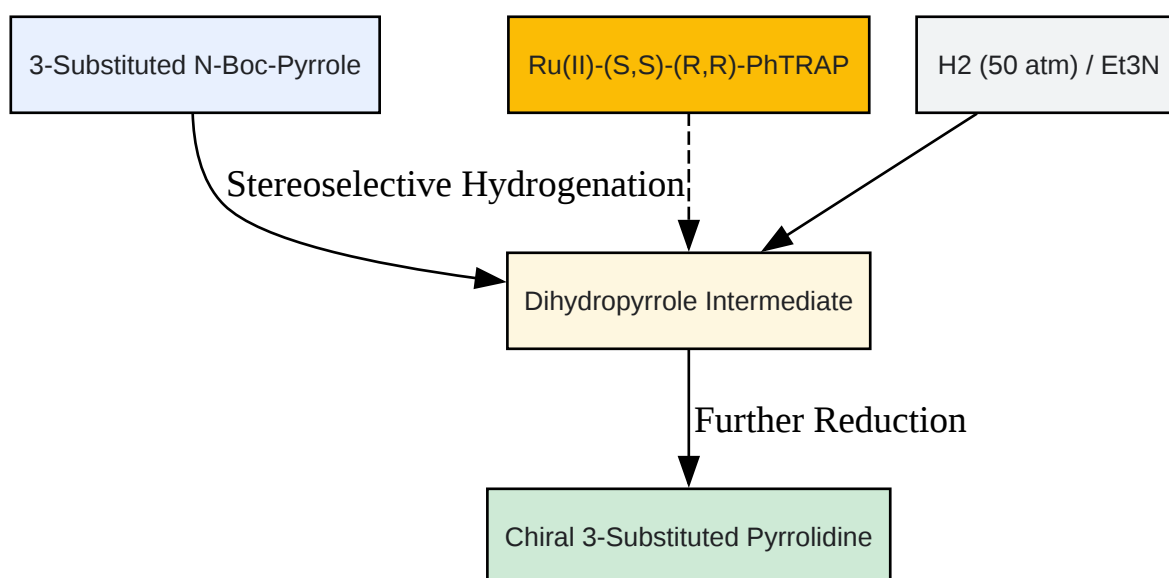 3-Substituted N-Boc-Pyrrole
Ru(II)-(S,S)-(R,R)-PhTRAP
H2 (50 atm) / Et3N
Stereoselective Hydrogenation
Dihydropyrrole Intermediate
Further Reduction
Chiral 3-Substituted Pyrrolidine